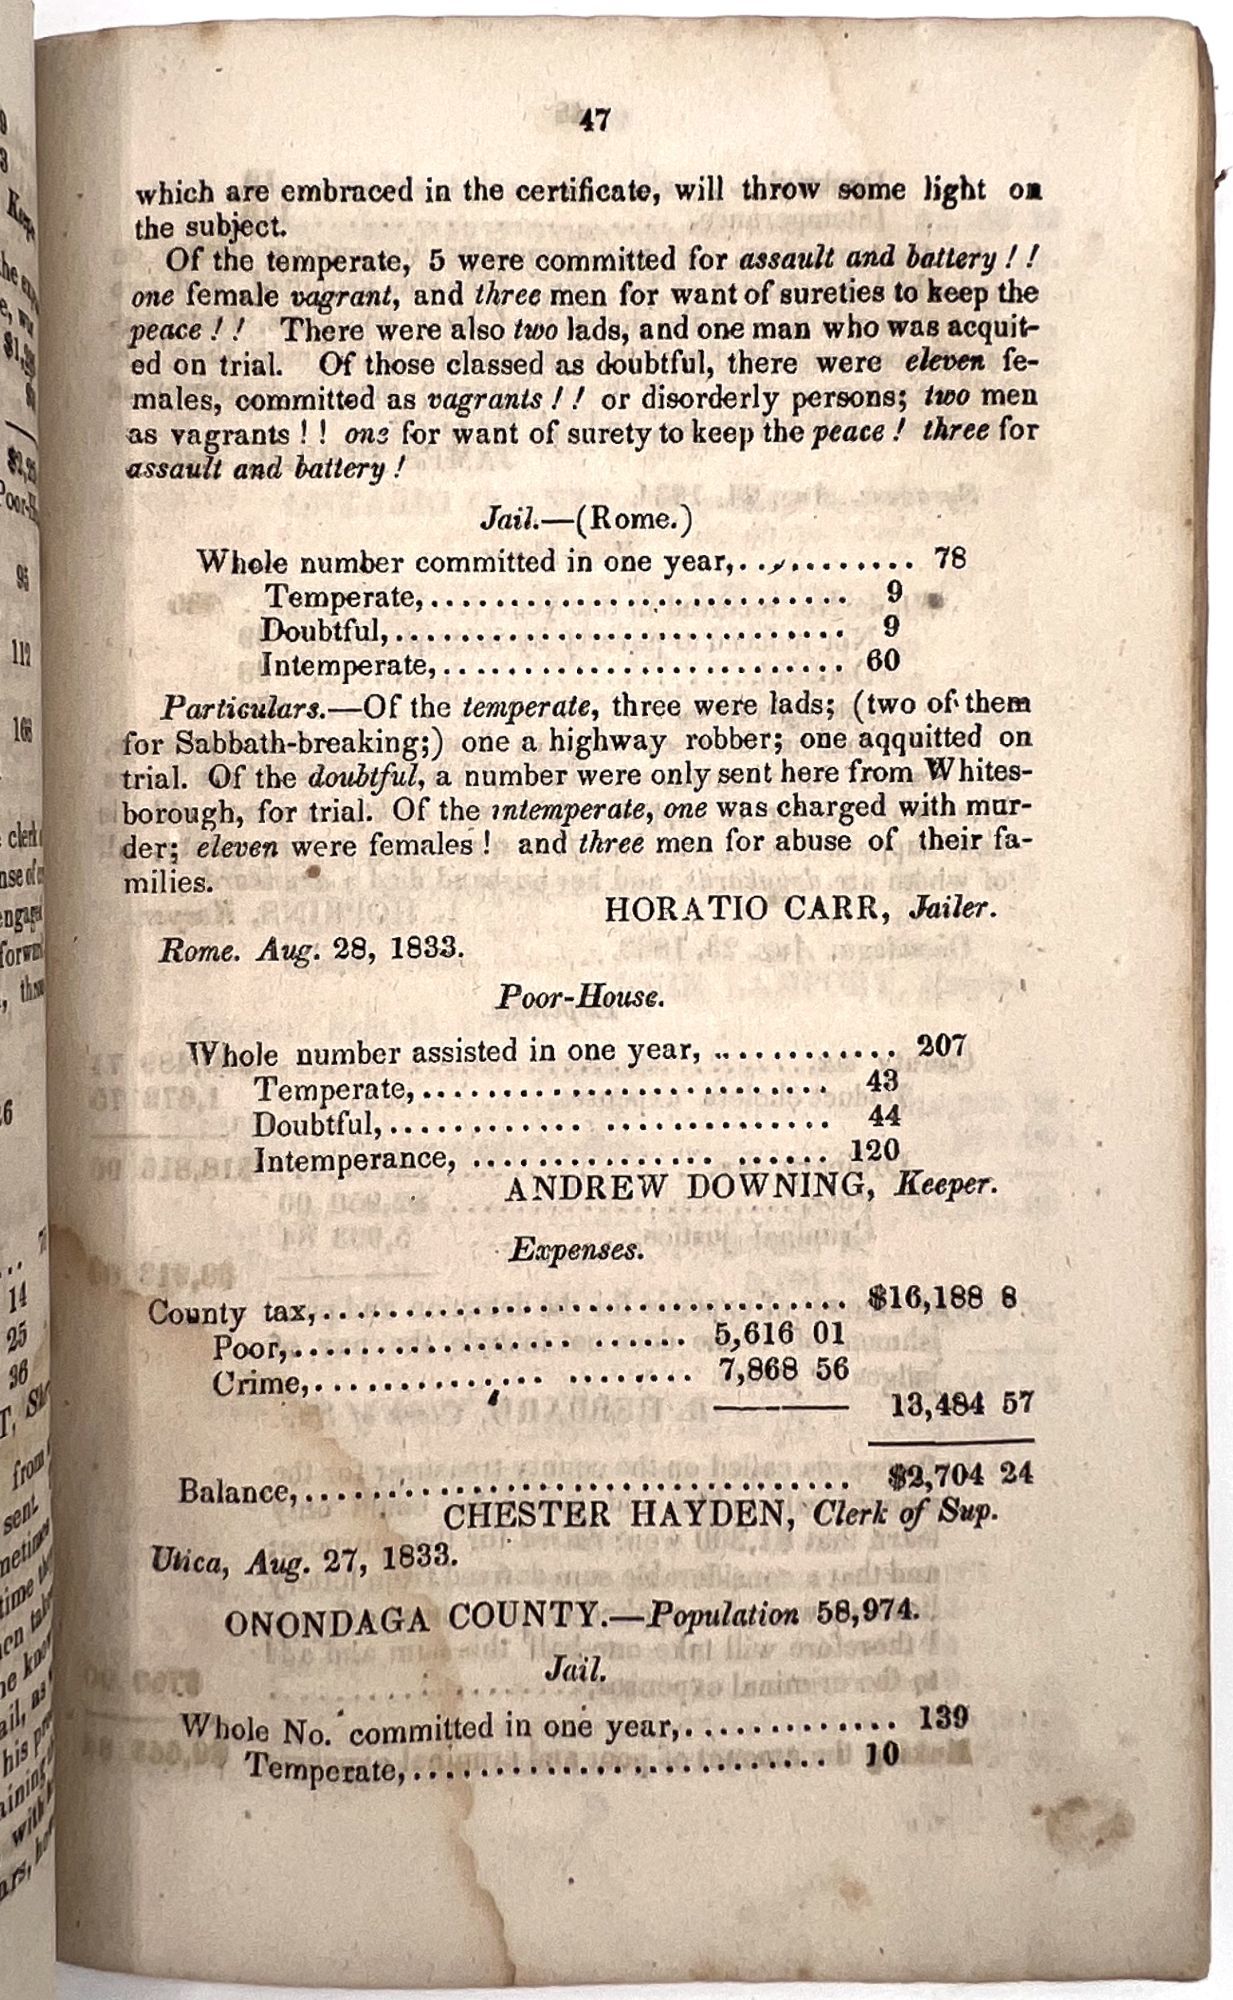 47
which are embraced in the certificate, will throw some light on
the subject.
Of the temperate, 5 were committed for assault and battery ! !
one female vagrant, and three men for want of sureties to keep the
peace ! ! There were also two lads, and one man who was acquit-
ed on trial. Of those classed as doubtful, there were eleven fe-
males, committed as vagrants ! ! or disorderly persons; two men
as vagrants ! ! one for want of surety to keep the peace ! three for
assault and battery !
Jail.—(Rome.)
Whole number committed in one year,........... 78
Temperate,.......................... 9
Doubtful,............................ 9
Intemperate,......................... 60
Particulars.—Of the temperate, three were lads; (two of them
for Sabbath-breaking;) one a highway robber; one aqquitted on
trial. Of the doubtful, a number were only sent here from Whites-
borough, for trial. Of the intemperate, one was charged with mur-
der; eleven were females ! and three men for abuse of their fa-
milies.
HORATIO CARR, Jailer.
Rome. Aug. 28, 1833.
Poor-House.
Whole number assisted in one year, ............ 207
Temperate,......................... 43
Doubtful,............ .............. 44
Intemperance, ............... ...... 120
ANDREW DOWNING, Keeper.
Expenses.
County tax,................................ $16,188 8
Poor,................. ...... 5,616 01
Crime,............... ........ 7,868 56
13,484 57
Balance,................................. $2,704 24
CHESTER HAYDEN, Clerk of Sup.
Utica, Aug. 27, 1833.
ONONDAGA COUNTY.—Population 58,974.
Jail.
Whole No. committed in one year,............. 139
Temperate,......................... 10